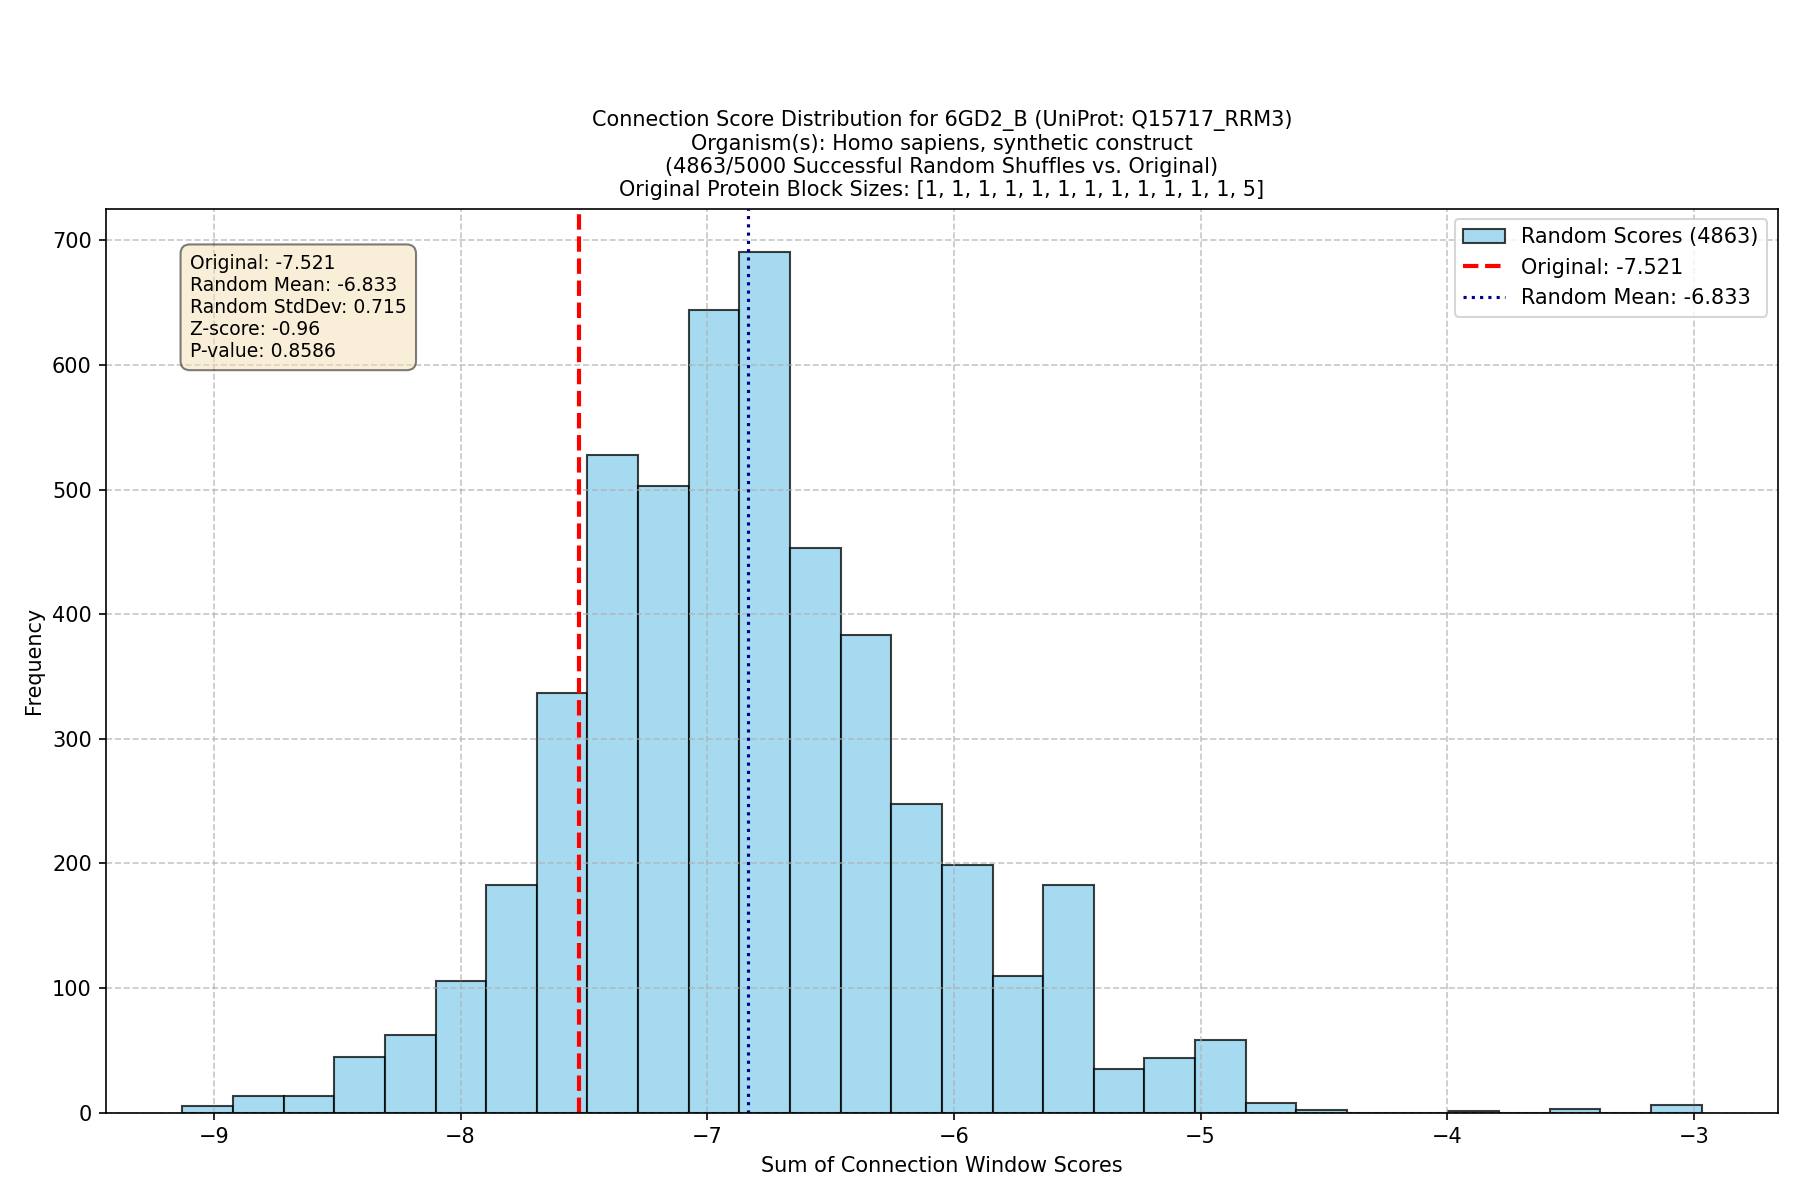 Connection Score Distribution for 6GD2_B (UniProt: Q15717_RRM3)
Organism(s): Homo sapiens, synthetic construct
(4863/5000 Successful Random Shuffles vs. Original)
Original Protein Block Sizes: [1, 1, 1, 1, 1, 1, 1, 1, 1, 1, 1, 1, 5]
Original: -7.521
Random Mean: -6.833
Random StdDev: 0.715
Z-score: -0.96
P-value: 0.8586
Random Scores (4863)
Original: -7.521
Random Mean: -6.833
Frequency
700
600
500
400
300
200
100
0
−9 −8 −7 −6 −5 −4 −3
Sum of Connection Window Scores